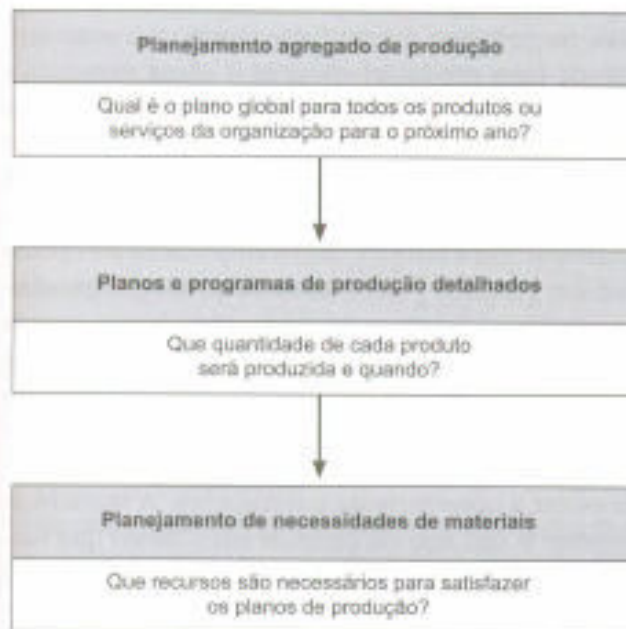 Planejamento agregado de produção
Qual é o plano global para todos os produtos ou
serviços da organização para o próximo ano?
Planos e programas de produção detalhados
Que quantidade de cada produto
será produzida e quando?
Planejamento de necessidades de materiais
Que recursos são necessários para satisfazer
os planos de produção?